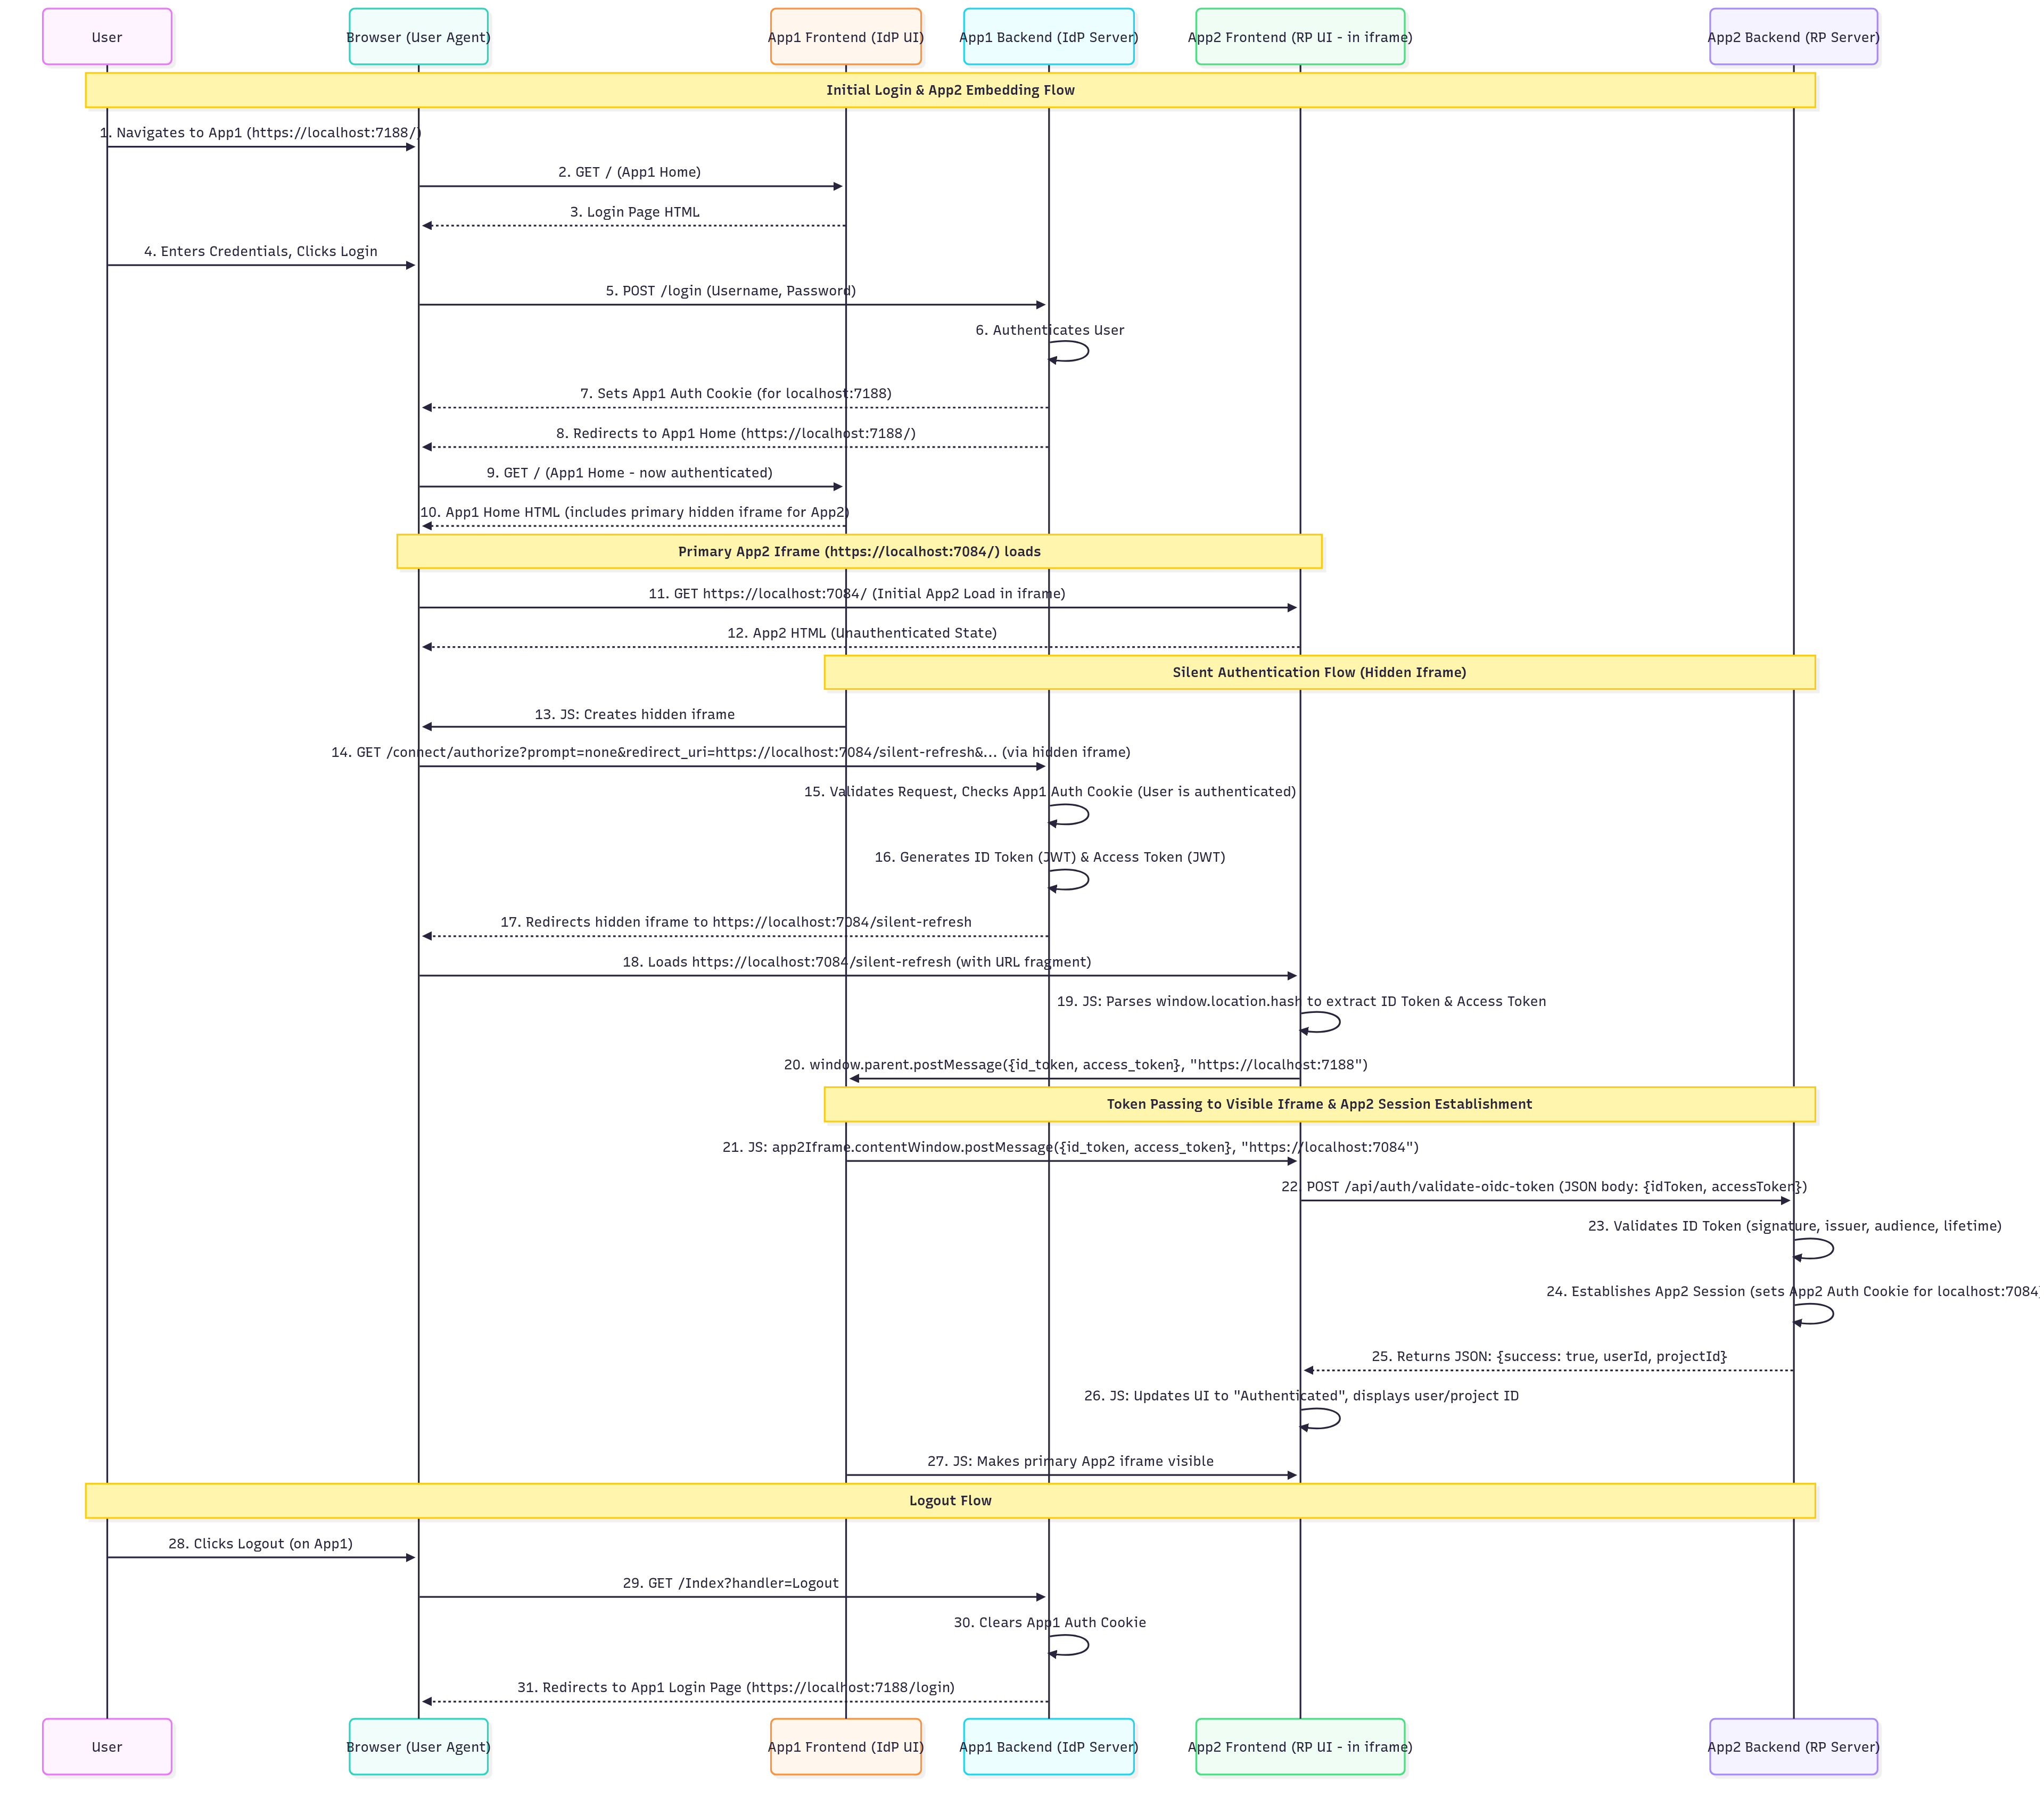 User
Browser (User Agent)
App1 Frontend (IdP UI)
App1 Backend (IdP Server)
App2 Frontend (RP UI - in iframe)
App2 Backend (RP Server)
Initial Login & App2 Embedding Flow
1. Navigates to App1 (https://localhost:7188/)
2. GET / (App1 Home)
3. Login Page HTML
4. Enters Credentials, Clicks Login
5. POST /login (Username, Password)
6. Authenticates User
7. Sets App1 Auth Cookie (for localhost:7188)
8. Redirects to App1 Home (https://localhost:7188/)
9. GET / (App1 Home - now authenticated)
10. App1 Home HTML (includes primary hidden iframe for App2)
Primary App2 Iframe (https://localhost:7084/) loads
11. GET https://localhost:7084/ (Initial App2 Load in iframe)
12. App2 HTML (Unauthenticated State)
Silent Authentication Flow (Hidden Iframe)
13. JS: Creates hidden iframe
14. GET /connect/authorize?prompt=none&redirect_uri=https://localhost:7084/silent-refresh&... (via hidden iframe)
15. Validates Request, Checks App1 Auth Cookie (User is authenticated)
16. Generates ID Token (JWT) & Access Token (JWT)
17. Redirects hidden iframe to https://localhost:7084/silent-refresh
18. Loads https://localhost:7084/silent-refresh (with URL fragment)
19. JS: Parses window.location.hash to extract ID Token & Access Token
20. window.parent.postMessage({id_token, access_token}, "https://localhost:7188")
Token Passing to Visible Iframe & App2 Session Establishment
21. JS: app2Iframe.contentWindow.postMessage({id_token, access_token}, "https://localhost:7084")
22. POST /api/auth/validate-oidc-token (JSON body: {idToken, accessToken})
23. Validates ID Token (signature, issuer, audience, lifetime)
24. Establishes App2 Session (sets App2 Auth Cookie for localhost:7084)
25. Returns JSON: {success: true, userId, projectId}
26. JS: Updates UI to "Authenticated", displays user/project ID
27. JS: Makes primary App2 iframe visible
Logout Flow
28. Clicks Logout (on App1)
29. GET /Index?handler=Logout
30. Clears App1 Auth Cookie
31. Redirects to App1 Login Page (https://localhost:7188/login)
User
Browser (User Agent)
App1 Frontend (IdP UI)
App1 Backend (IdP Server)
App2 Frontend (RP UI - in iframe)
App2 Backend (RP Server)